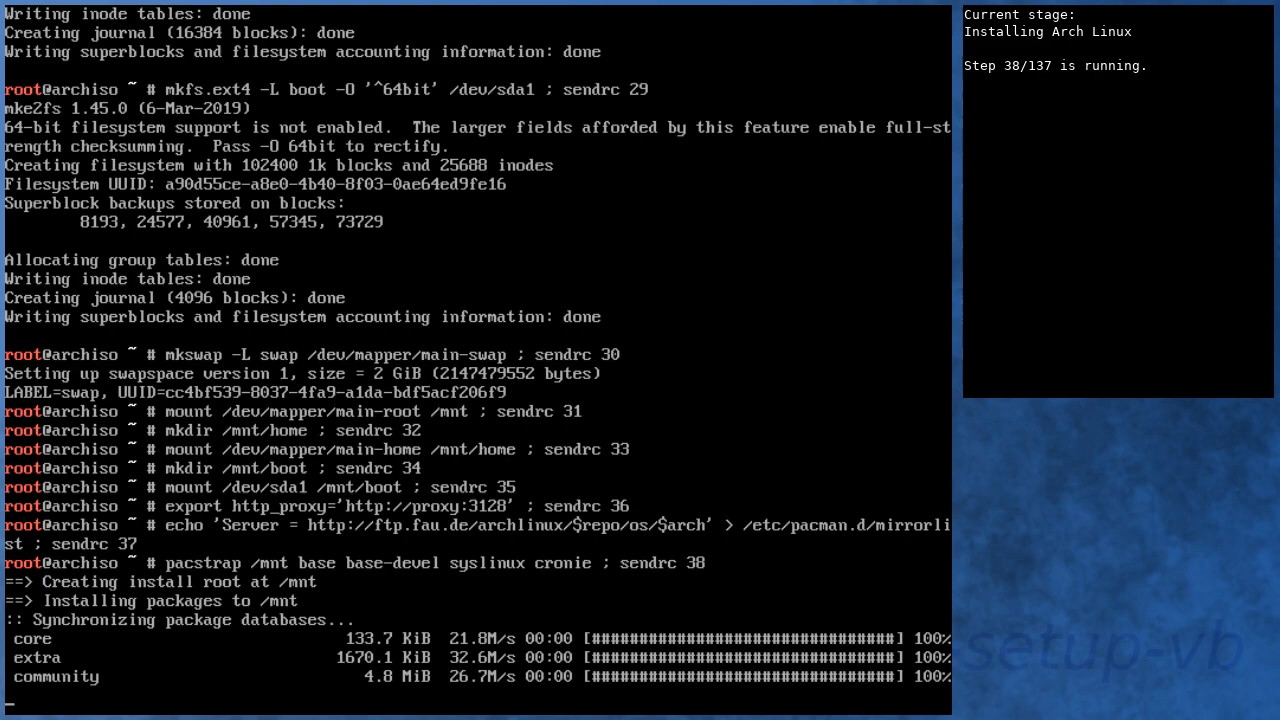 Writing inode tables: done
Creating journal (16384 blocks): done
Writing superblocks and filesystem accounting information: done
root@archiso ~ # mkfs.ext4 -L boot -O '^64bit' /dev/sda1 ; sendrc 29
mke2fs 1.45.0 (6-Mar-2019)
64-bit filesystem support is not enabled.  The larger fields afforded by this feature enable full-st
rength checksumming.  Pass -O 64bit to rectify.
Creating filesystem with 102400 1k blocks and 25688 inodes
Filesystem UUID: a90d55ce-a8e0-4b40-8f03-0ae64ed9fe16
Superblock backups stored on blocks:
        8193, 24577, 40961, 57345, 73729
Allocating group tables: done
Writing inode tables: done
Creating journal (4096 blocks): done
Writing superblocks and filesystem accounting information: done
root@archiso ~ # mkswap -L swap /dev/mapper/main-swap ; sendrc 30
Setting up swapspace version 1, size = 2 GiB (2147479552 bytes)
LABEL=swap, UUID=cc4bf539-8037-4fa9-a1da-bdf5acf206f9
root@archiso ~ # mount /dev/mapper/main-root /mnt ; sendrc 31
root@archiso ~ # mkdir /mnt/home ; sendrc 32
root@archiso ~ # mount /dev/mapper/main-home /mnt/home ; sendrc 33
root@archiso ~ # mkdir /mnt/boot ; sendrc 34
root@archiso ~ # mount /dev/sda1 /mnt/boot ; sendrc 35
root@archiso ~ # export http_proxy='http://proxy:3128' ; sendrc 36
root@archiso ~ # echo 'Server = http://ftp.fau.de/archlinux/$repo/os/$arch' > /etc/pacman.d/mirrorli
st ; sendrc 37
root@archiso ~ # pacstrap /mnt base base-devel syslinux cronie ; sendrc 38
==> Creating install root at /mnt
==> Installing packages to /mnt
:: Synchronizing package databases...
 core                               133.7 KiB  21.8M/s 00:00 [#################################] 100%
 extra                             1670.1 KiB  32.6M/s 00:00 [#################################] 100%
 community                            4.8 MiB  26.7M/s 00:00 [#################################] 100%
Current stage:
Installing Arch Linux
Step 38/137 is running.
setup-vb